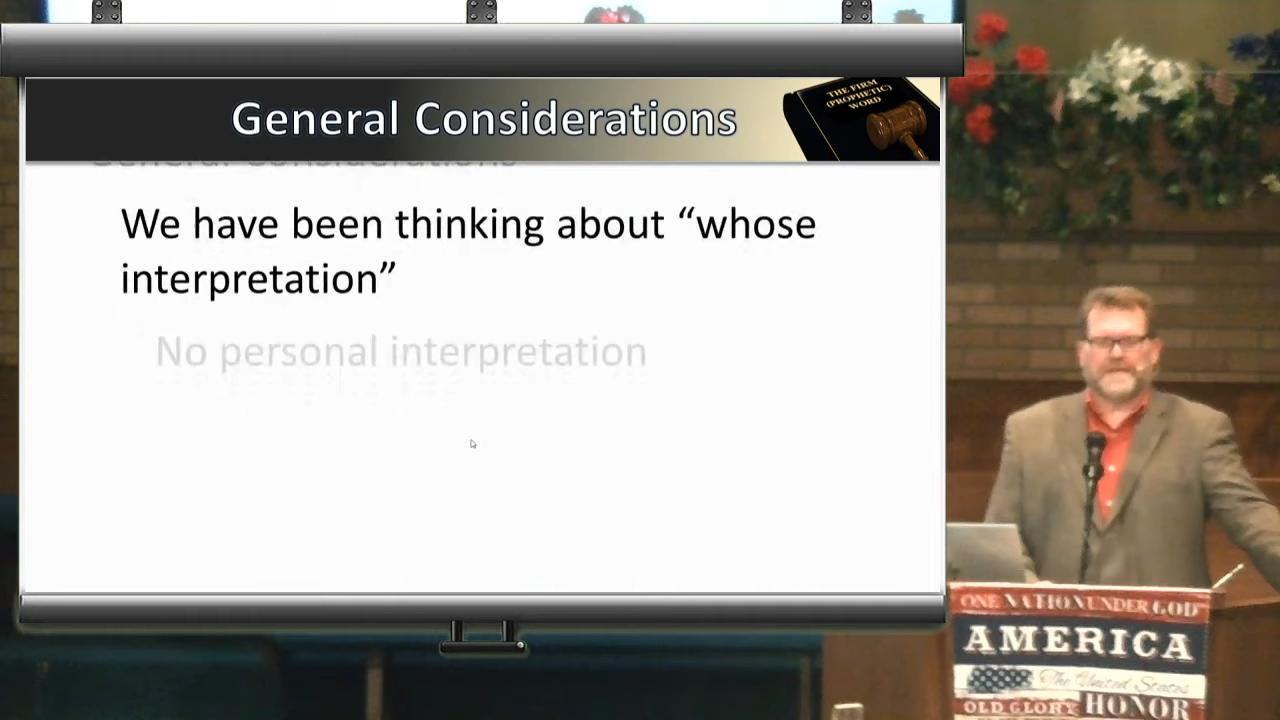 General Considerations
THE FIRM
(PROPHETIC)
WORD
General Considerations
We have been thinking about “whose
interpretation”
No personal interpretation
ONE NATION UNDER GOD
AMERICA
The United States
OLD GLORY HONOR